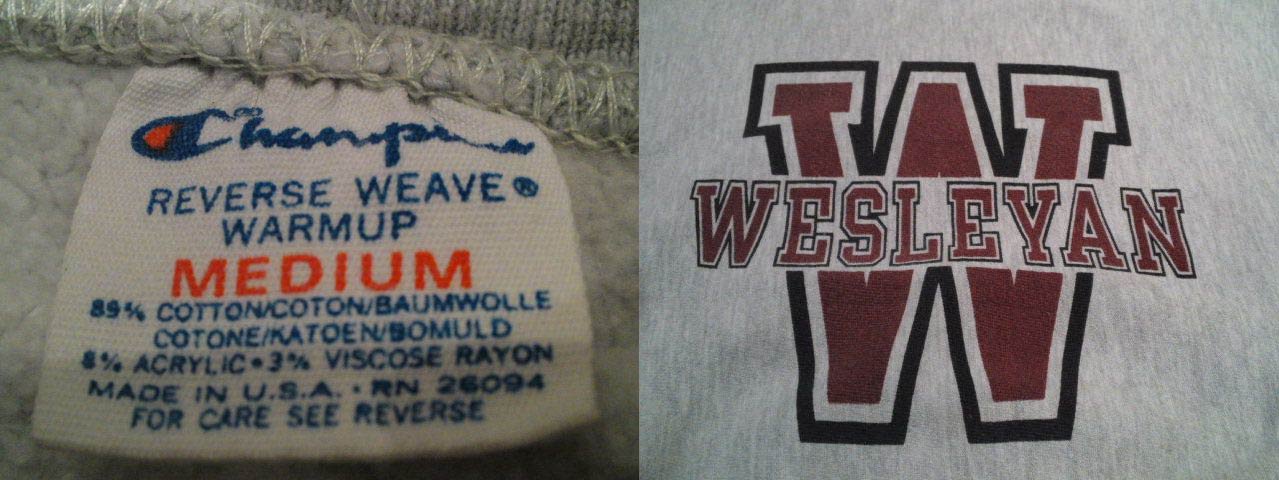 Champion
REVERSE WEAVE®
WARMUP
MEDIUM
89% COTTON/COTON/BAUMWOLLE
COTONE/KATOEN/BOMULD
8% ACRYLIC • 3% VISCOSE RAYON
MADE IN U.S.A. · RN 26094
FOR CARE SEE REVERSE
W
WESLEYAN